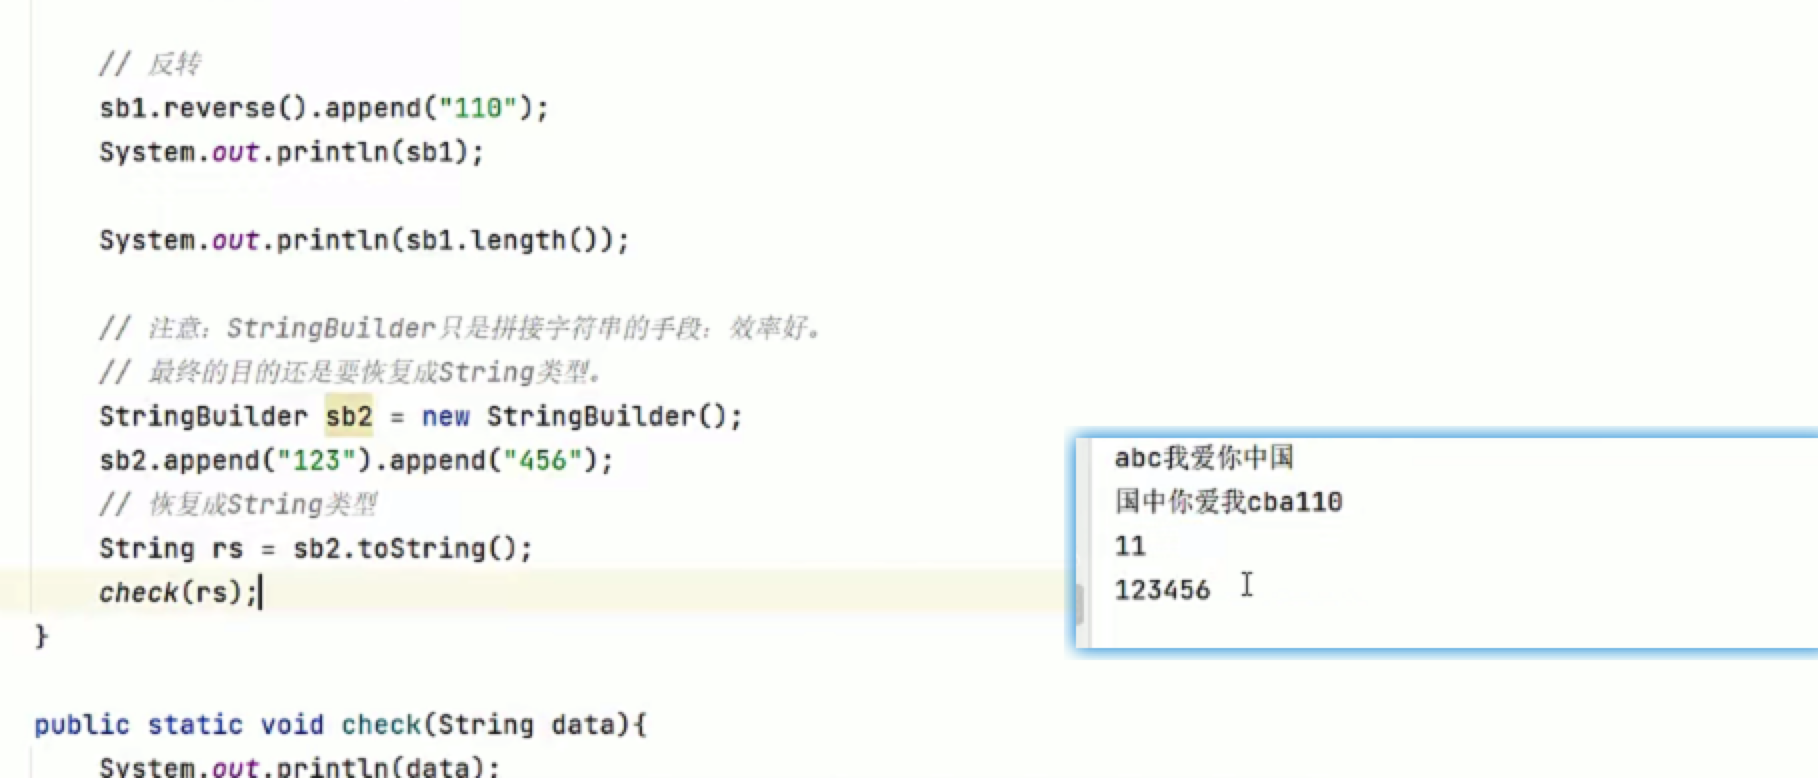 // 反转
sb1.reverse().append("110");
System.out.println(sb1);
System.out.println(sb1.length());
// 注意：StringBuilder只是拼接字符串的手段：效率好。
// 最终的目的还是要恢复成String类型。
StringBuilder sb2 = new StringBuilder();
sb2.append("123").append("456");
// 恢复成String类型
String rs = sb2.toString();
check(rs);
}
public static void check(String data){
System.out.println(data);
abc我爱你中国
国中你爱我cba110
11
123456